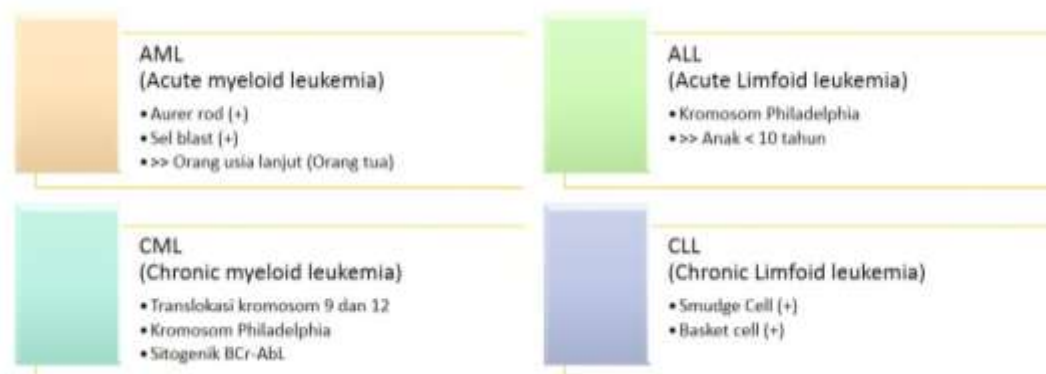 AML
(Acute myeloid leukemia)
• Aurer rod (+)
• Sel blast (+)
• >> Orang usia lanjut (Orang tua)
ALL
(Acute Limfoid leukemia)
• Kromosom Philadelphia
• >> Anak < 10 tahun
CML
(Chronic myeloid leukemia)
• Translokasi kromosom 9 dan 12
• Kromosom Philadelphia
• Sitogenik BCr-AbL
CLL
(Chronic Limfoid leukemia)
• Smudge Cell (+)
• Basket cell (+)